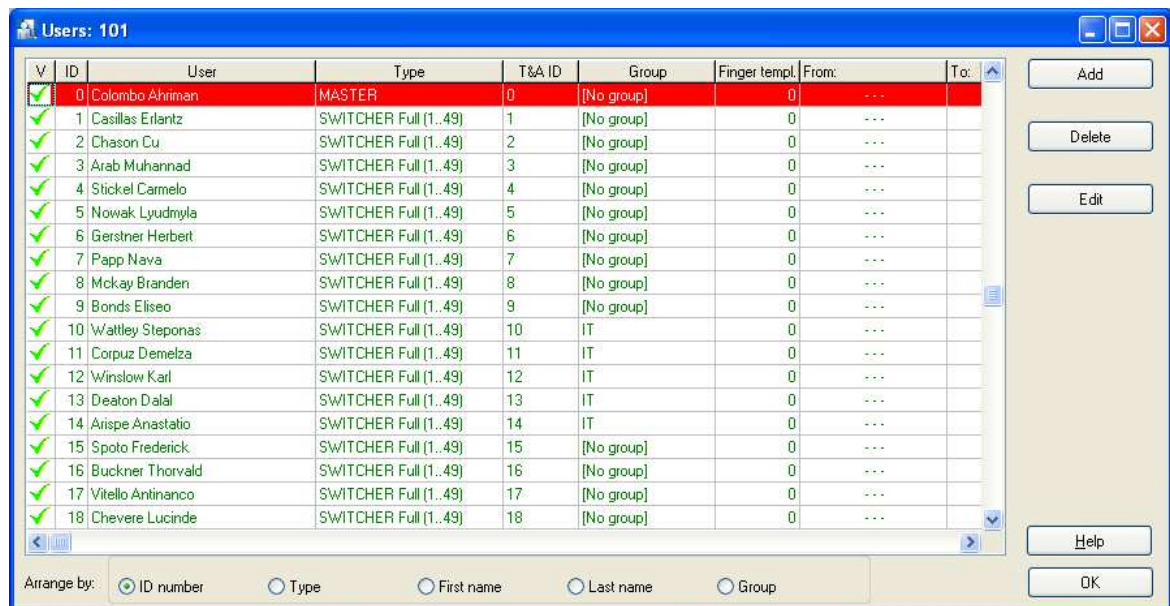 Users: 101
V ID User Type T&A ID Group Finger templ. From: To:
0 Colombo Ahriman MASTER 0 [No group] 0 - - -
1 Casillas Erlantz SWITCHER Full (1..49) 1 [No group] 0 - - -
2 Chason Cu SWITCHER Full (1..49) 2 [No group] 0 - - -
3 Arab Muhannad SWITCHER Full (1..49) 3 [No group] 0 - - -
4 Stickel Carmelo SWITCHER Full (1..49) 4 [No group] 0 - - -
5 Nowak Lyudmyla SWITCHER Full (1..49) 5 [No group] 0 - - -
6 Gerstner Herbert SWITCHER Full (1..49) 6 [No group] 0 - - -
7 Papp Nava SWITCHER Full (1..49) 7 [No group] 0 - - -
8 Mckay Branden SWITCHER Full (1..49) 8 [No group] 0 - - -
9 Bonds Eliseo SWITCHER Full (1..49) 9 [No group] 0 - - -
10 Wattley Steponas SWITCHER Full (1..49) 10 IT 0 - - -
11 Corpuz Demelza SWITCHER Full (1..49) 11 IT 0 - - -
12 Winslow Karl SWITCHER Full (1..49) 12 IT 0 - - -
13 Deaton Dalal SWITCHER Full (1..49) 13 IT 0 - - -
14 Arispe Anastatio SWITCHER Full (1..49) 14 IT 0 - - -
15 Spoto Frederick SWITCHER Full (1..49) 15 [No group] 0 - - -
16 Buckner Thorvald SWITCHER Full (1..49) 16 [No group] 0 - - -
17 Vitello Antinanco SWITCHER Full (1..49) 17 [No group] 0 - - -
18 Chevere Lucinde SWITCHER Full (1..49) 18 [No group] 0 - - -
Add
Delete
Edit
Help
OK
Arrange by: ID number Type First name Last name Group